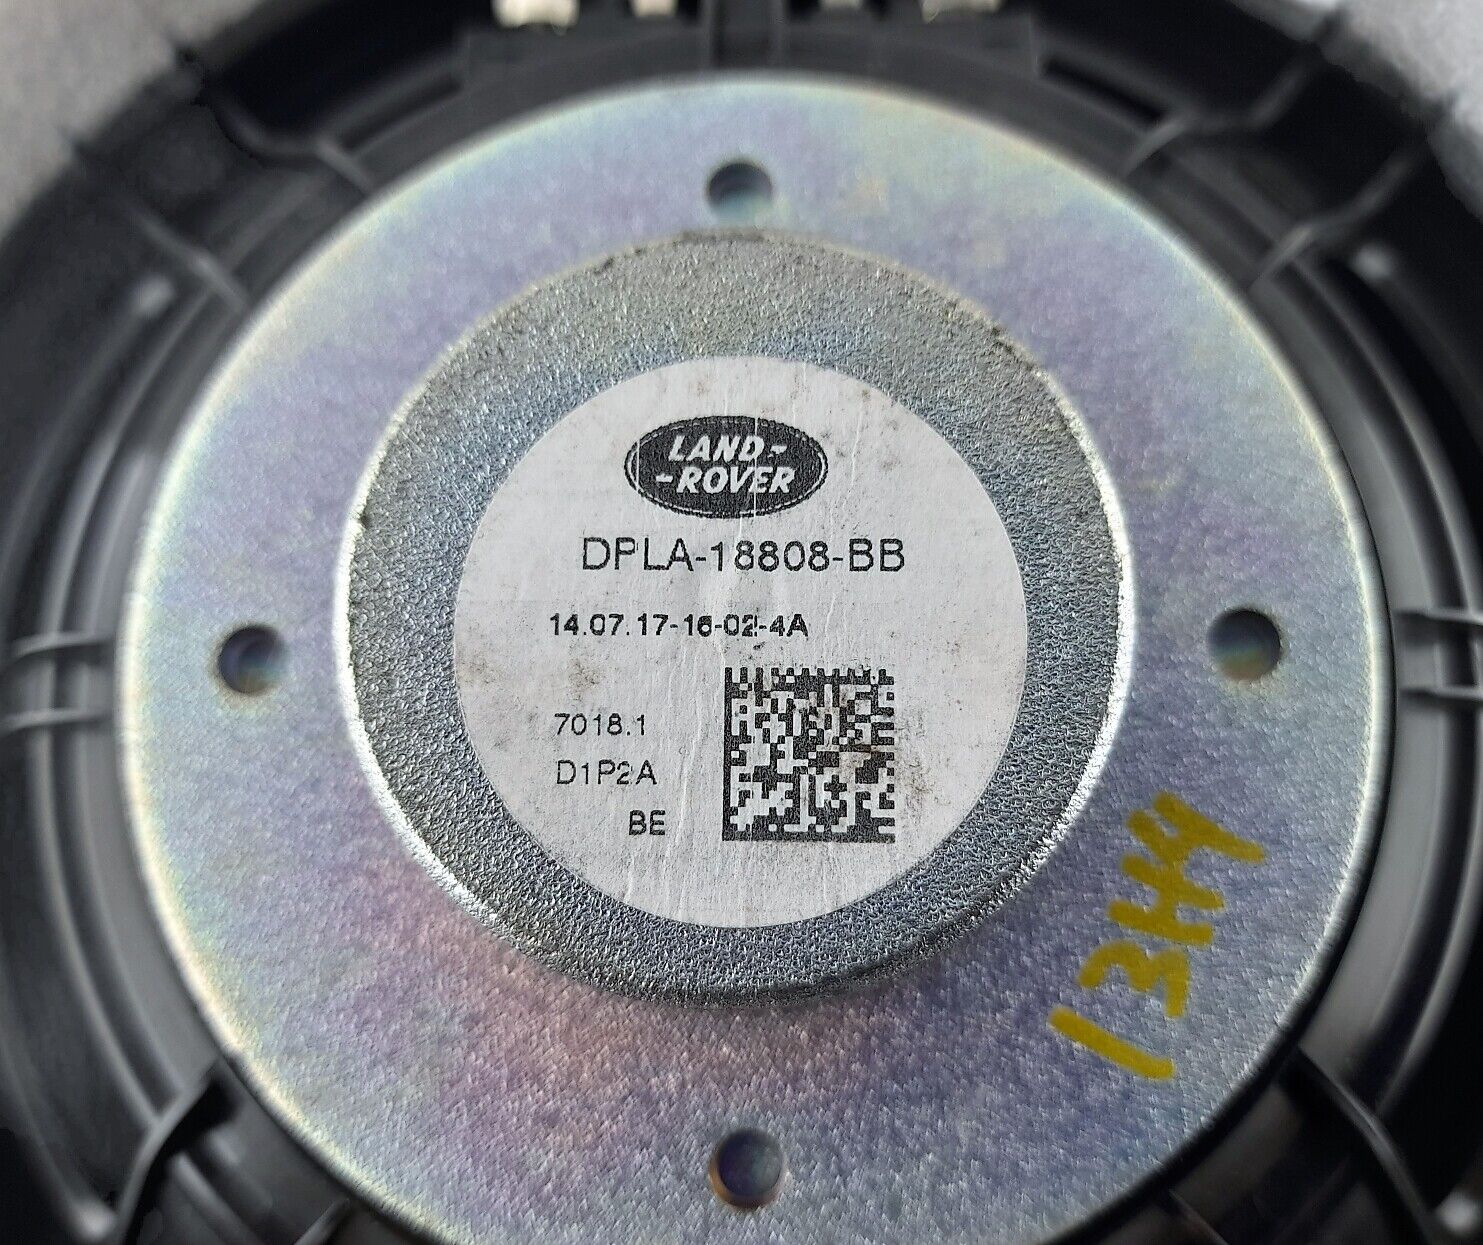 LAND-
-ROVER
DPLA-18808-BB
14.07.17-16-02-4A
7018.1
D1P2A
BE
13H4